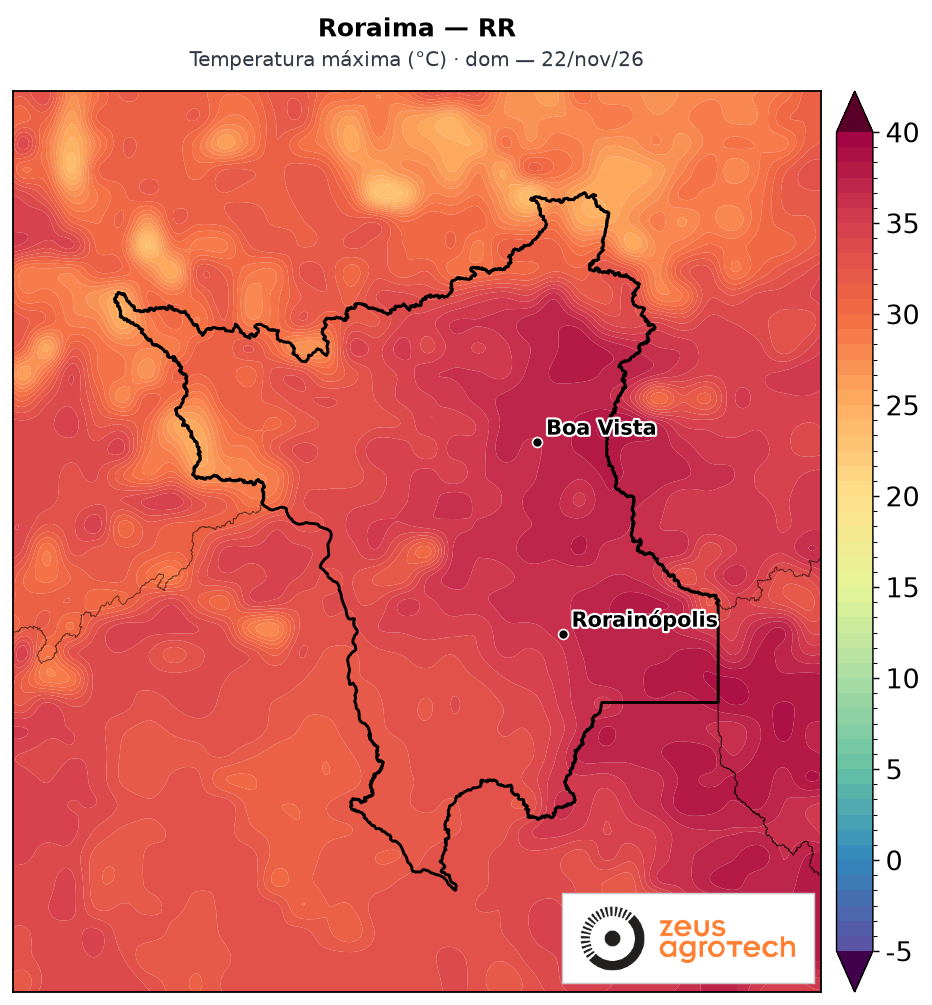 Roraima — RR
Temperatura máxima (°C) · dom — 22/nov/26
40
35
30
25
20
15
10
5
0
-5
Boa Vista
Rorainópolis
zeus
agrotech